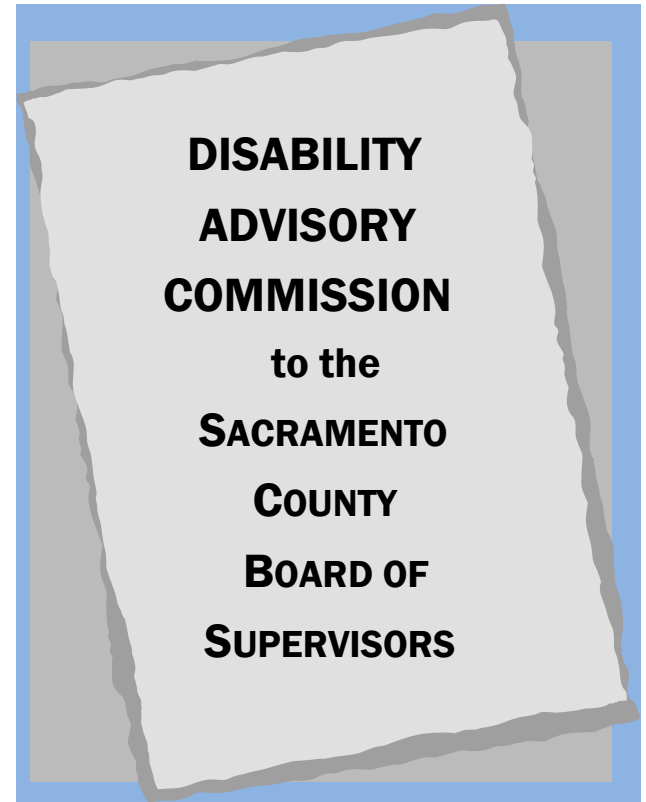 DISABILITY
ADVISORY
COMMISSION
to the
SACRAMENTO
COUNTY
BOARD OF
SUPERVISORS